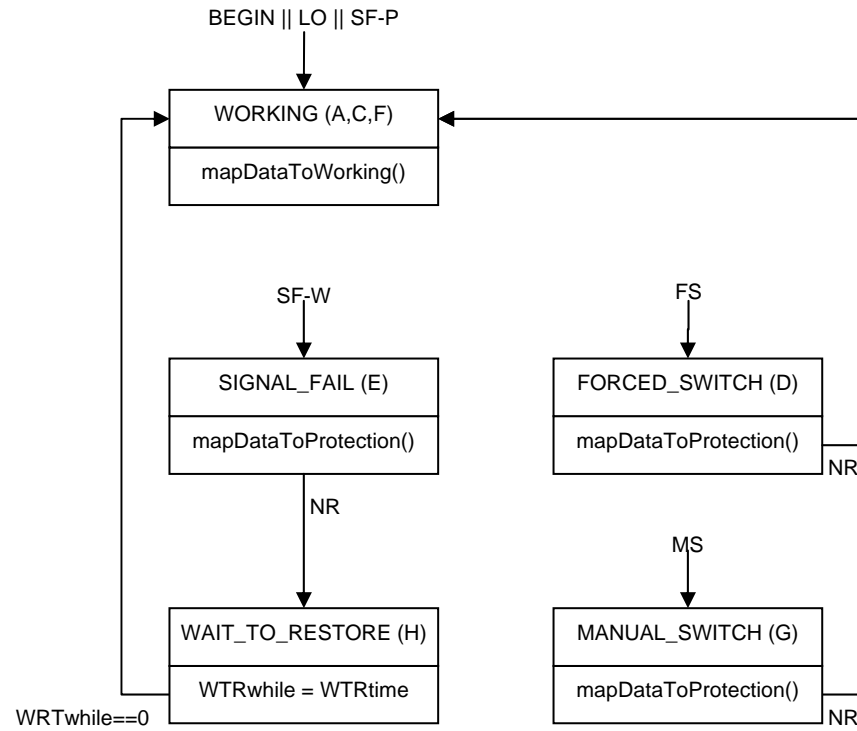 BEGIN || LO || SF-P
WORKING (A,C,F)
mapDataToWorking()
SF-W
SIGNAL_FAIL (E)
mapDataToProtection()
NR
WAIT_TO_RESTORE (H)
WTRwhile = WTRtime
WRTwhile==0
FS
FORCED_SWITCH (D)
mapDataToProtection()
NR
MS
MANUAL_SWITCH (G)
mapDataToProtection()
NR